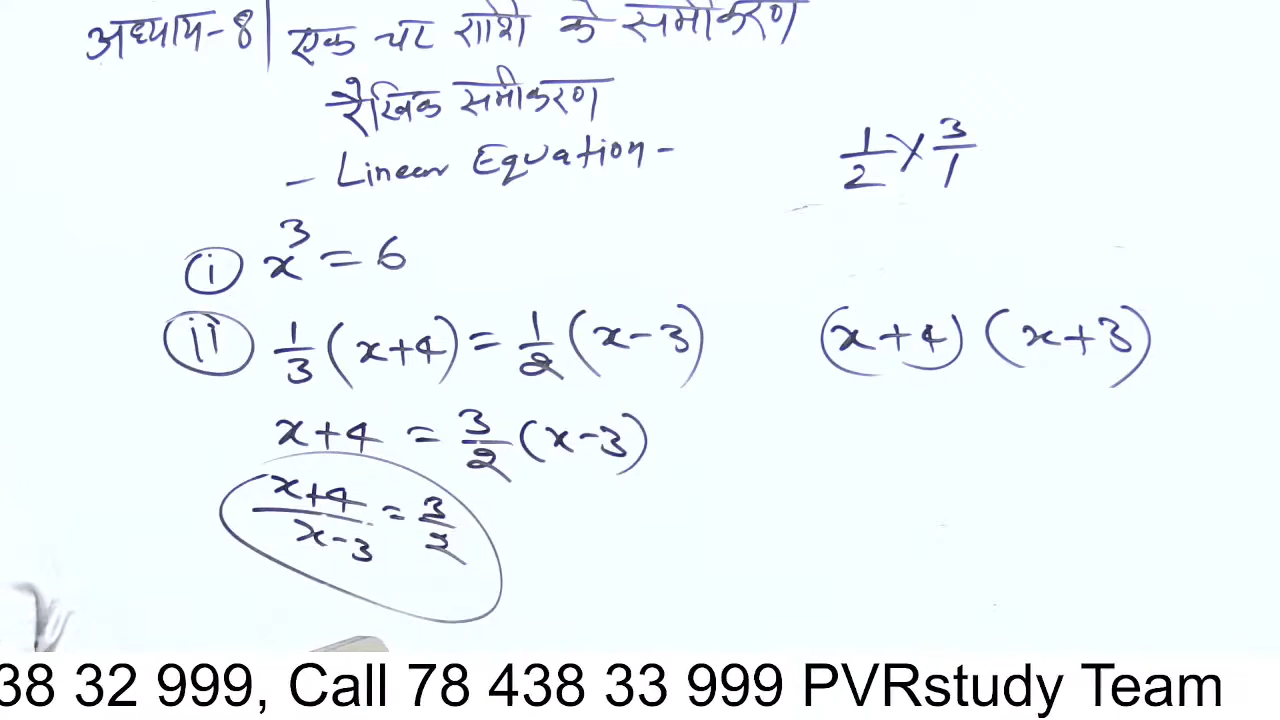 अध्याय-8| एक चर राशि के समीकरण
रैखिक समीकरण
- Linear Equation -
1/2 × 3/1
(i) x³ = 6
(ii) 1/3 (x+4) = 1/2 (x-3)
(x+4) (x+3)
x+4 = 3/2 (x-3)
(x+4)/(x-3) = 3/2
38 32 999, Call 78 438 33 999 PVRstudy Team